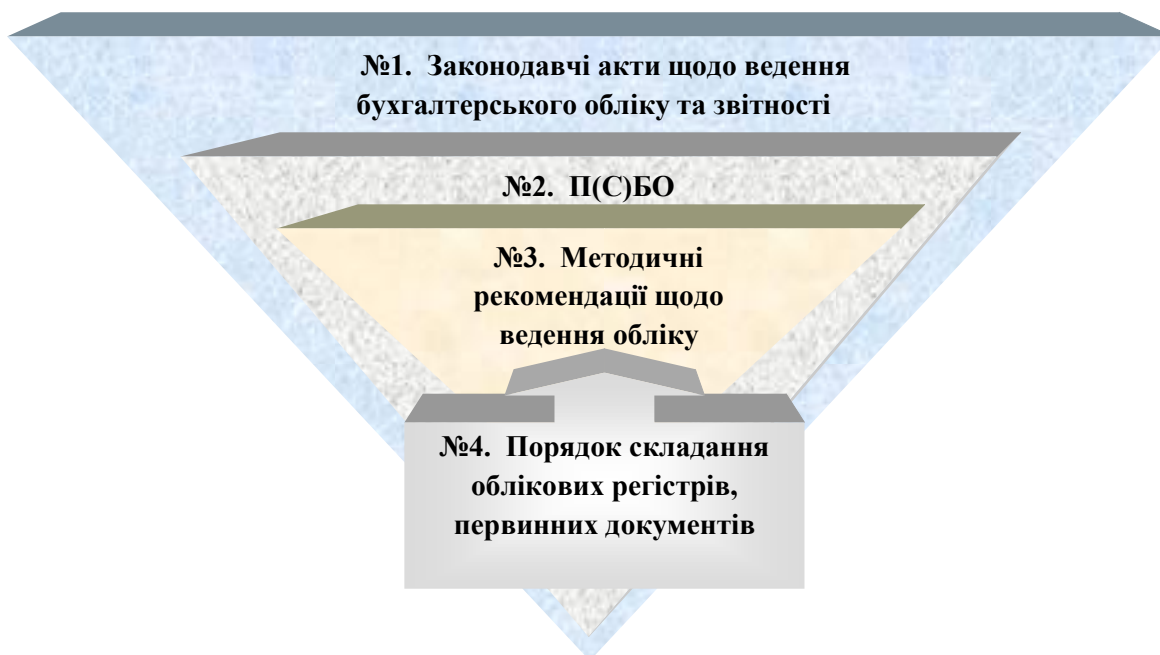 №1. Законодавчі акти щодо ведення
бухгалтерського обліку та звітності
№2. П(С)БО
№3. Методичні
рекомендації щодо
ведення обліку
№4. Порядок складання
облікових регістрів,
первинних документів